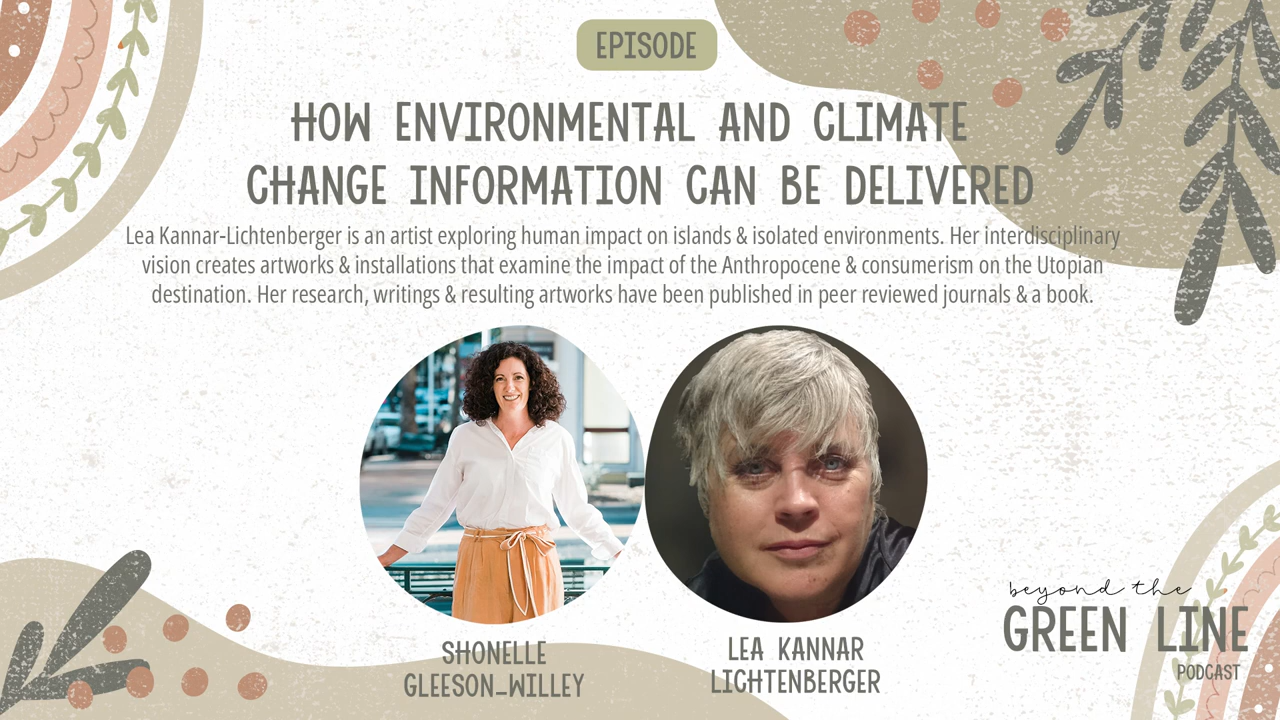 EPISODE
HOW ENVIRONMENTAL AND CLIMATE
CHANGE INFORMATION CAN BE DELIVERED
Lea Kannar-Lichtenberger is an artist exploring human impact on islands & isolated environments. Her interdisciplinary
vision creates artworks & installations that examine the impact of the Anthropocene & consumerism on the Utopian
destination. Her research, writings & resulting artworks have been published in peer reviewed journals & a book.
SHONELLE
GLEESON_WILLEY
LEA KANNAR
LICHTENBERGER
beyond the
GREEN LINE
PODCAST